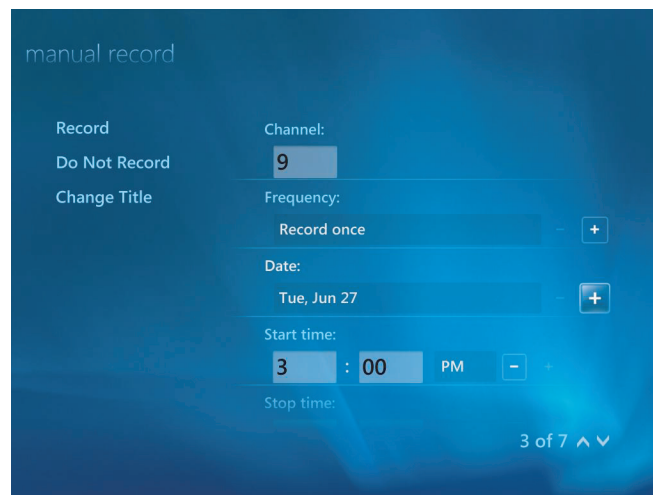 manual record
Record
Do Not Record
Change Title
Channel:
9
Frequency:
Record once - +
Date:
Tue, Jun 27 - +
Start time:
3 : 00 PM - +
Stop time:
3 of 7